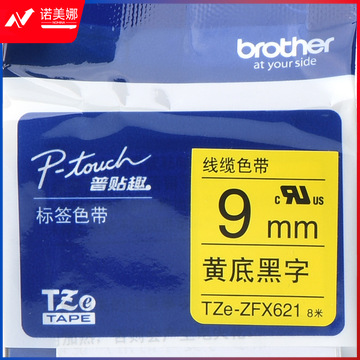 诺美娜
brother
at your side
P-touch
普贴趣
标签色带
TZe
TAPE
线缆色带
c RU US
9 mm
黄底黑字
TZe-ZFX621 8米